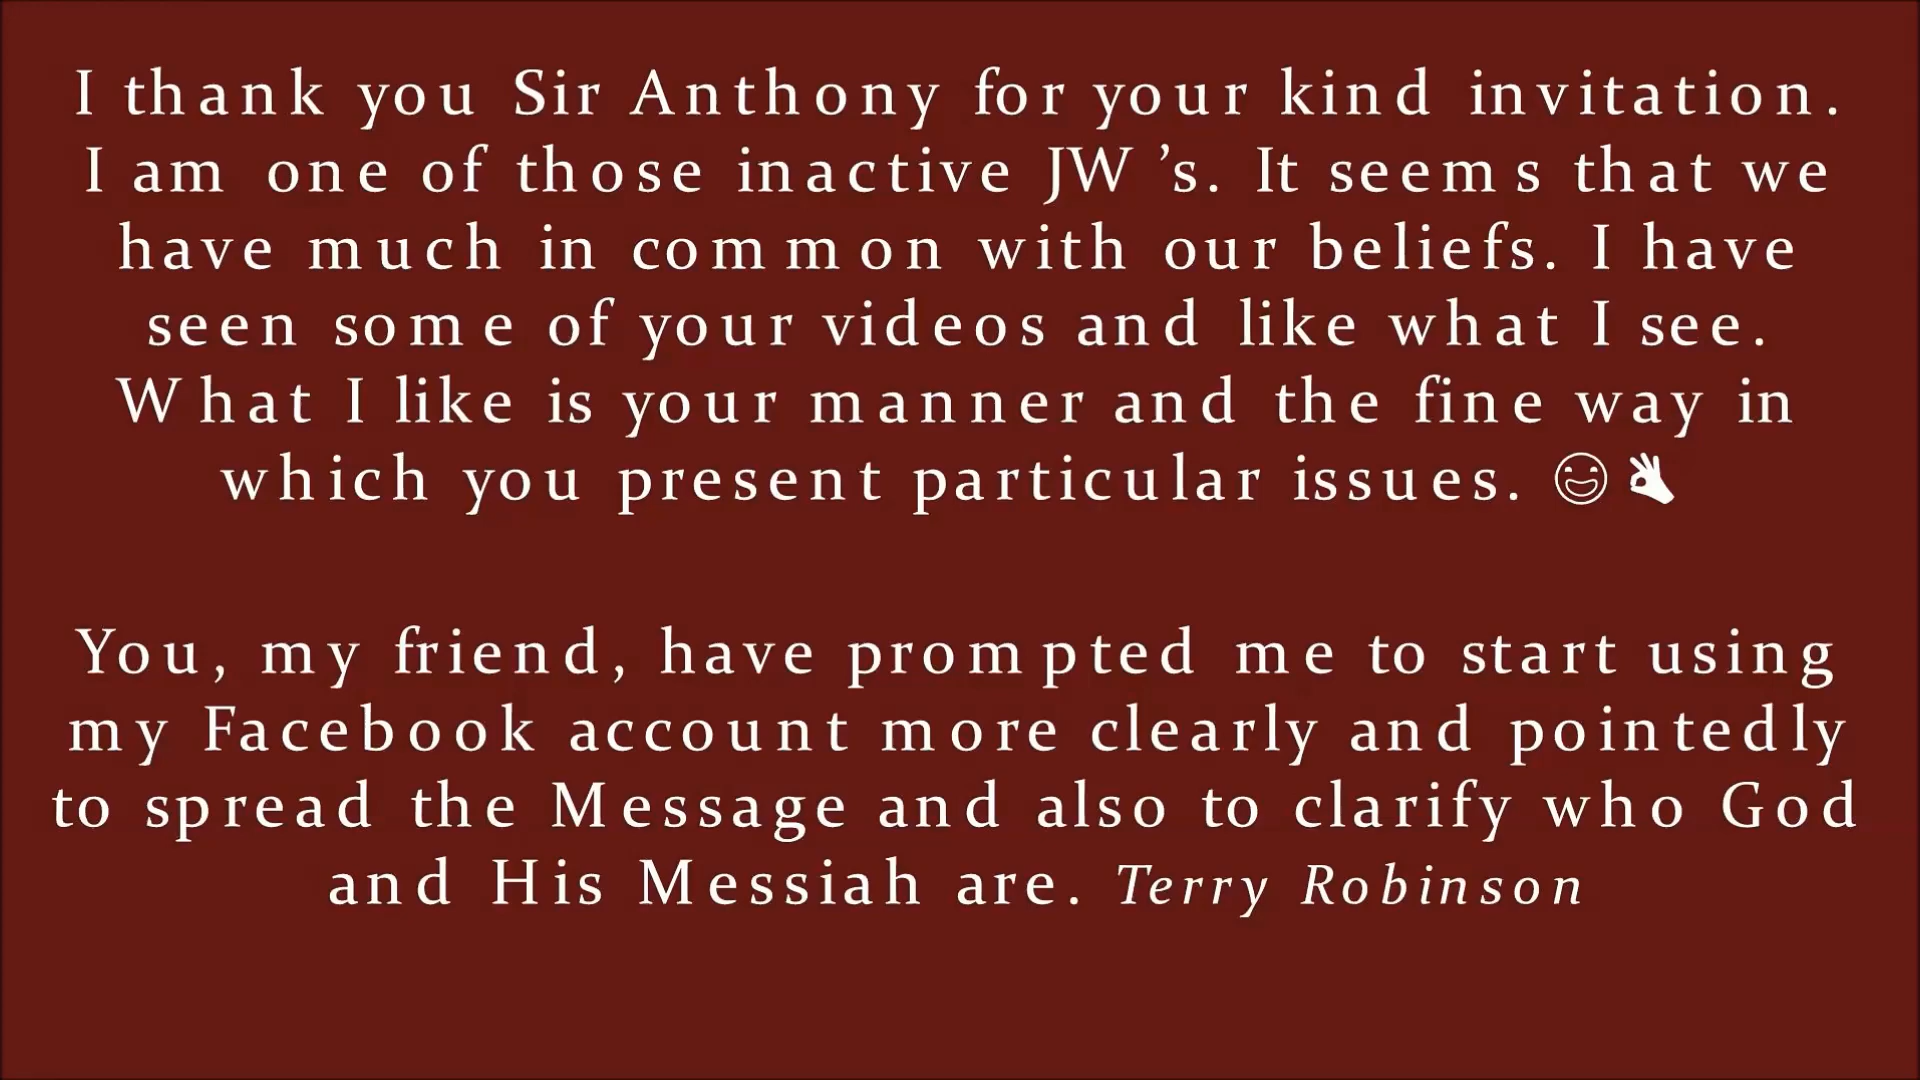 I thank you Sir Anthony for your kind invitation.
I am one of those inactive JW's. It seems that we
have much in common with our beliefs. I have
seen some of your videos and like what I see.
What I like is your manner and the fine way in
which you present particular issues. 😃👌
You, my friend, have prompted me to start using
my Facebook account more clearly and pointedly
to spread the Message and also to clarify who God
and His Messiah are. Terry Robinson